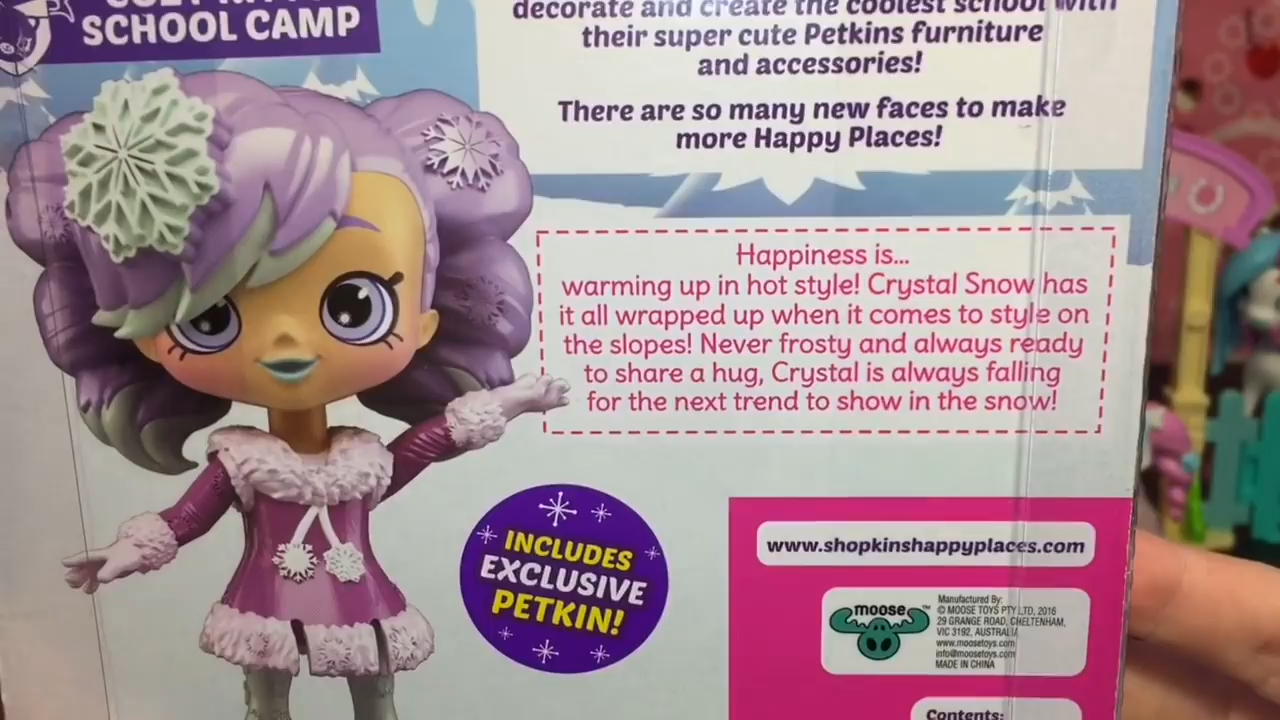 SCHOOL CAMP
decorate and create the coolest school with
their super cute Petkins furniture
and accessories!
There are so many new faces to make
more Happy Places!
Happiness is...
warming up in hot style! Crystal Snow has
it all wrapped up when it comes to style on
the slopes! Never frosty and always ready
to share a hug, Crystal is always falling
for the next trend to show in the snow!
INCLUDES
EXCLUSIVE
PETKIN!
www.shopkinshappyplaces.com
moose™
Manufactured By:
© MOOSE TOYS PTY LTD, 2016
29 GRANGE ROAD, CHELTENHAM,
VIC 3192, AUSTRALIA
www.moosetoys.com
info@moosetoys.com
MADE IN CHINA
Contents: